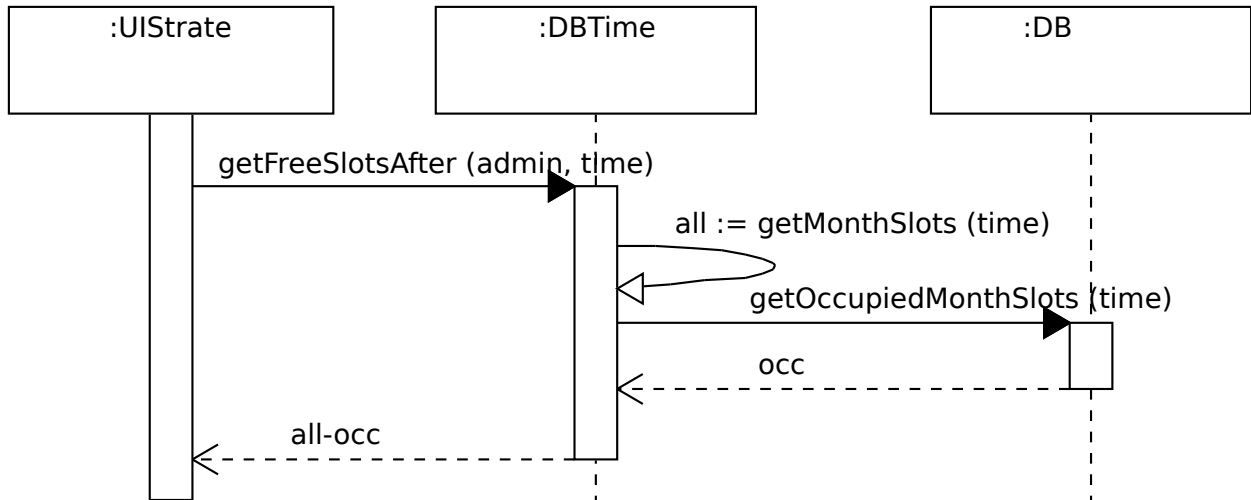 :UIStrate
:DBTime
:DB
getFreeSlotsAfter (admin, time)
all := getMonthSlots (time)
getOccupiedMonthSlots (time)
occ
all-occ